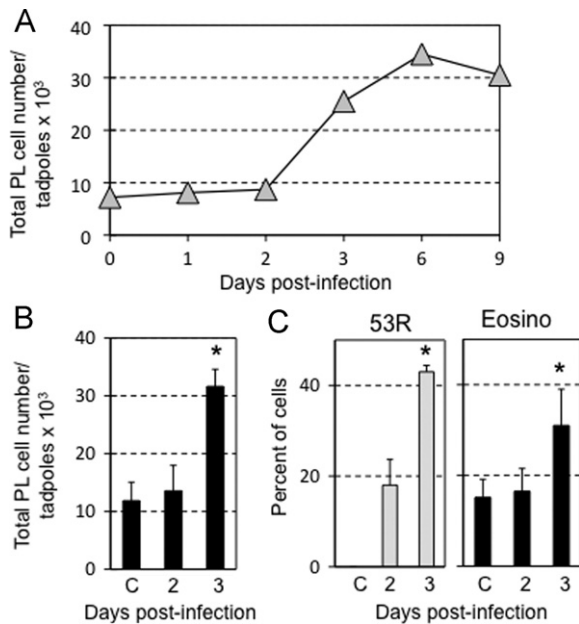 A
Total PL cell number/
tadpoles x 10³
40
30
20
10
0
0 1 2 3 6 9
Days post-infection
B
Total PL cell number/
tadpoles x 10³
40
30
20
10
0
*
C 2 3
Days post-infection
C
53R Eosino
Percent of cells
40
20
0
* *
C 2 3 C 2 3
Days post-infection